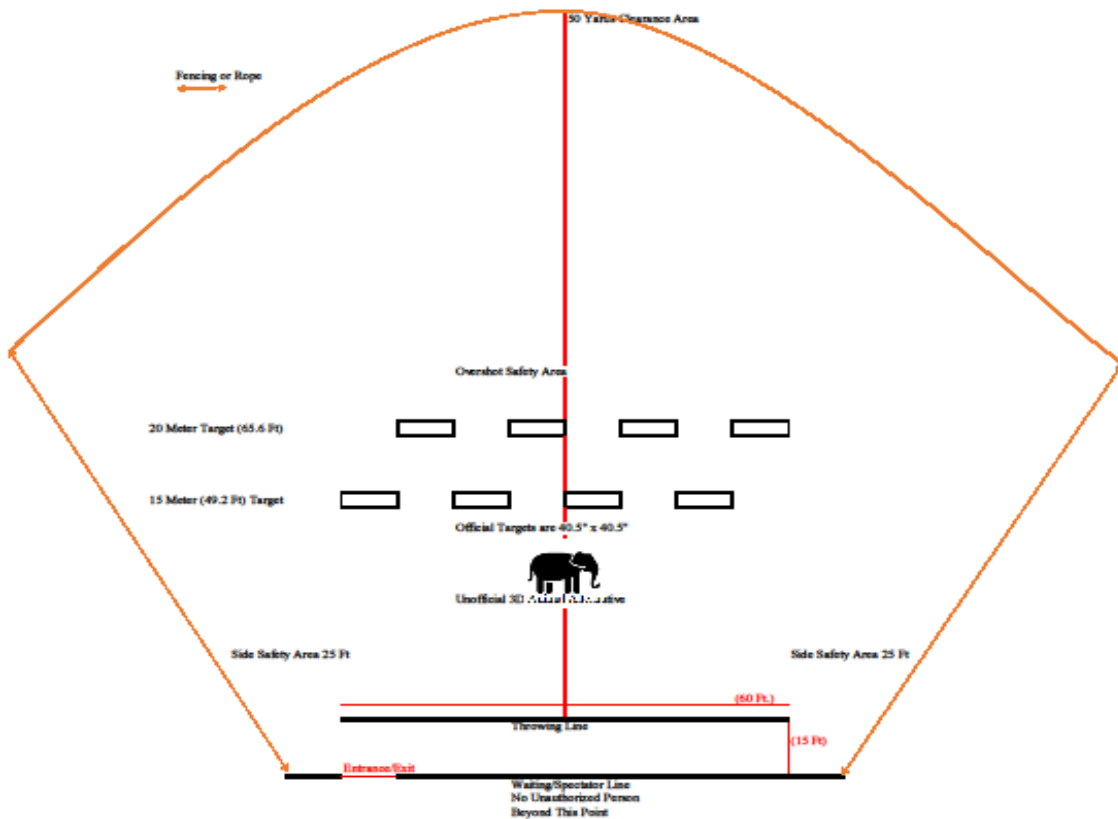 50 Yards Clearance Area
Fencing or Rope
Overshot Safety Area
20 Meter Target (65.6 Ft)
15 Meter (49.2 Ft) Target
Official Targets are 40.5" x 40.5"
Unofficial 3D
Side Safety Area 25 Ft
Side Safety Area 25 Ft
(60 Ft.)
Throwing Line
(15 Ft)
Entrance/Exit
Waiting/Spectator Line
No Unauthorized Person
Beyond This Point